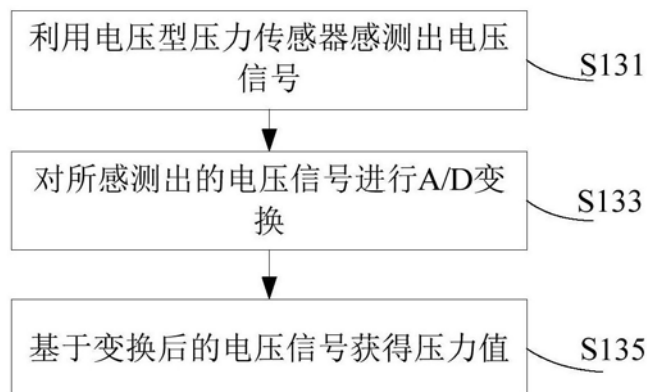 利用电压型压力传感器感测出电压
信号
S131
对所感测出的电压信号进行A/D变
换
S133
基于变换后的电压信号获得压力值
S135